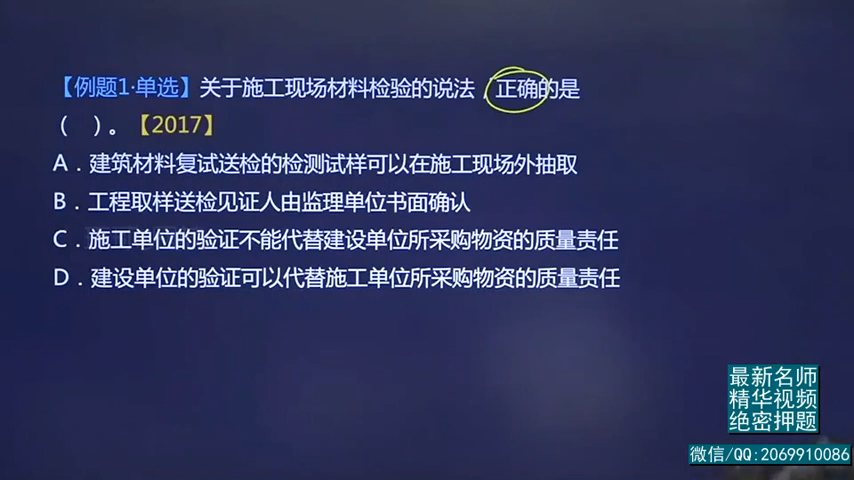 【例题1·单选】关于施工现场材料检验的说法，正确的是
（ ）。【2017】
A．建筑材料复试送检的检测试样可以在施工现场外抽取
B．工程取样送检见证人由监理单位书面确认
C．施工单位的验证不能代替建设单位所采购物资的质量责任
D．建设单位的验证可以代替施工单位所采购物资的质量责任
最新名师
精华视频
绝密押题
微信/QQ:2069910086